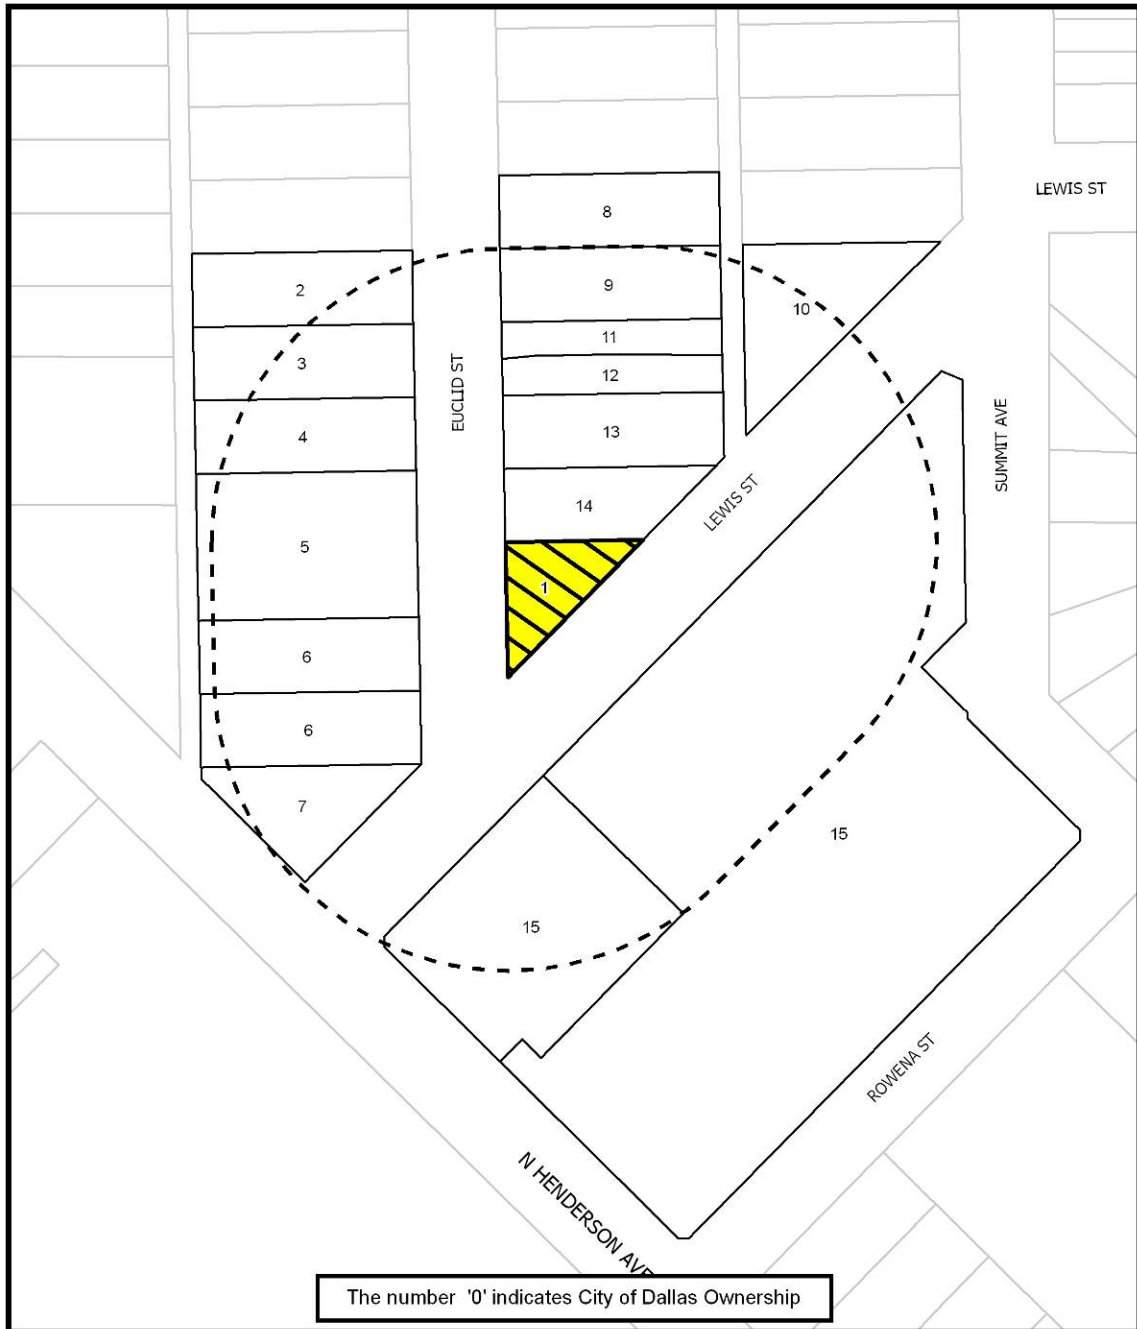 LEWIS ST
8
2
9
10
11
3
EUCLID ST
12
SUMMIT AVE
4
13
14
LEWIS ST
5
1
6
6
7
15
15
ROWENA ST
N HENDERSON AVE
The number '0' indicates City of Dallas Ownership